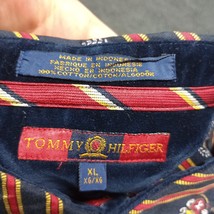 MADE IN INDONESIA
FABRIQUE EN INDONESIE
HECHO EN INDONESIA
100% COTTON/COTON/ALGODON
TOMMY HILFIGER
XL
XG/XG